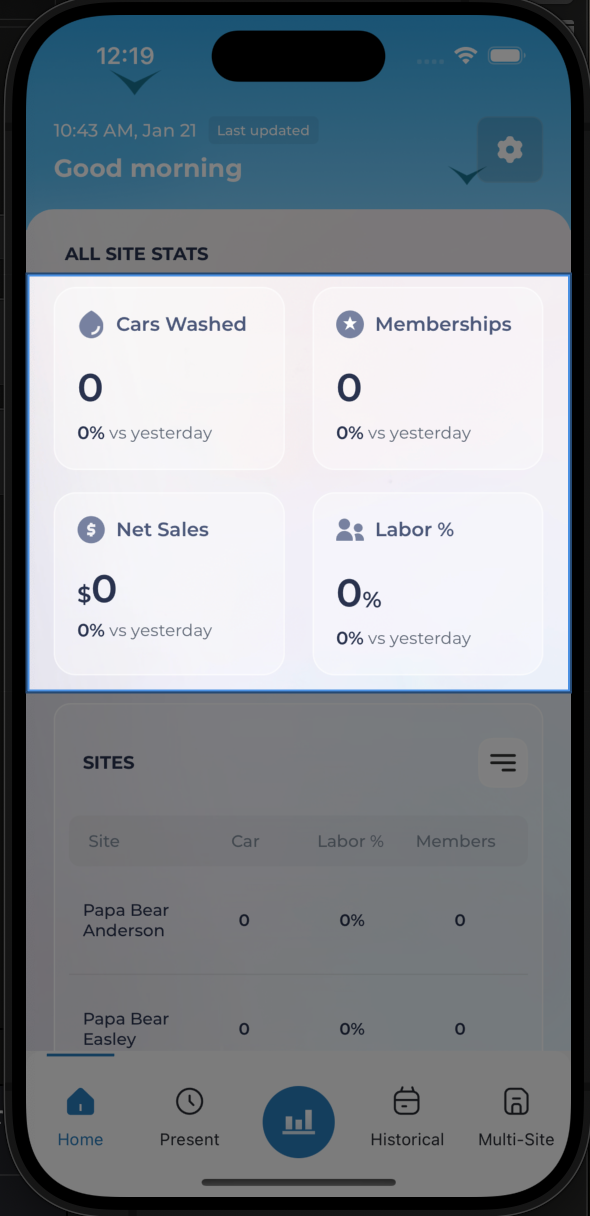 12:19
10:43 AM, Jan 21 Last updated
Good morning
ALL SITE STATS
Cars Washed
0
0% vs yesterday
Memberships
0
0% vs yesterday
Net Sales
$0
0% vs yesterday
Labor %
0%
0% vs yesterday
SITES
Site Car Labor % Members
Papa Bear
Anderson
0 0% 0
Papa Bear
Easley
0 0% 0
Home Present Historical Multi-Site